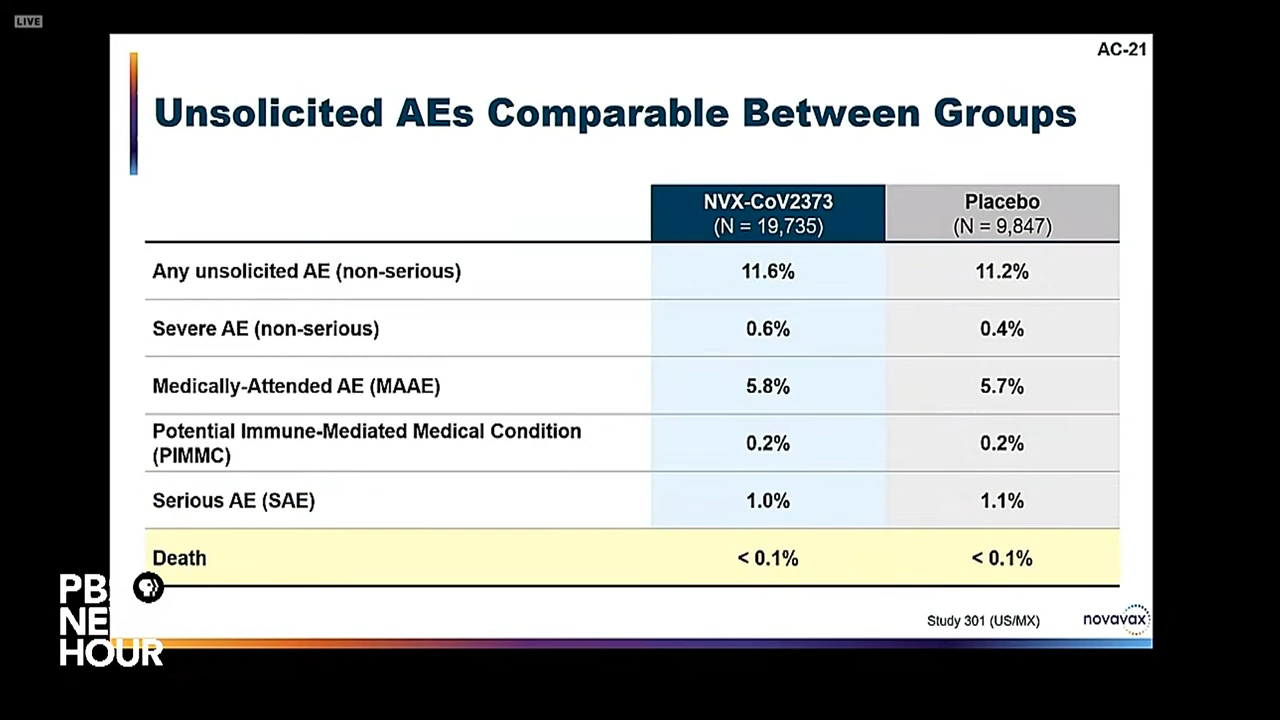 LIVE
AC-21
Unsolicited AEs Comparable Between Groups
NVX-CoV2373 Placebo
(N = 19,735) (N = 9,847)
Any unsolicited AE (non-serious) 11.6% 11.2%
Severe AE (non-serious) 0.6% 0.4%
Medically-Attended AE (MAAE) 5.8% 5.7%
Potential Immune-Mediated Medical Condition
(PIMMC) 0.2% 0.2%
Serious AE (SAE) 1.0% 1.1%
Death < 0.1% < 0.1%
Study 301 (US/MX) novavax
PB
NE
HOUR